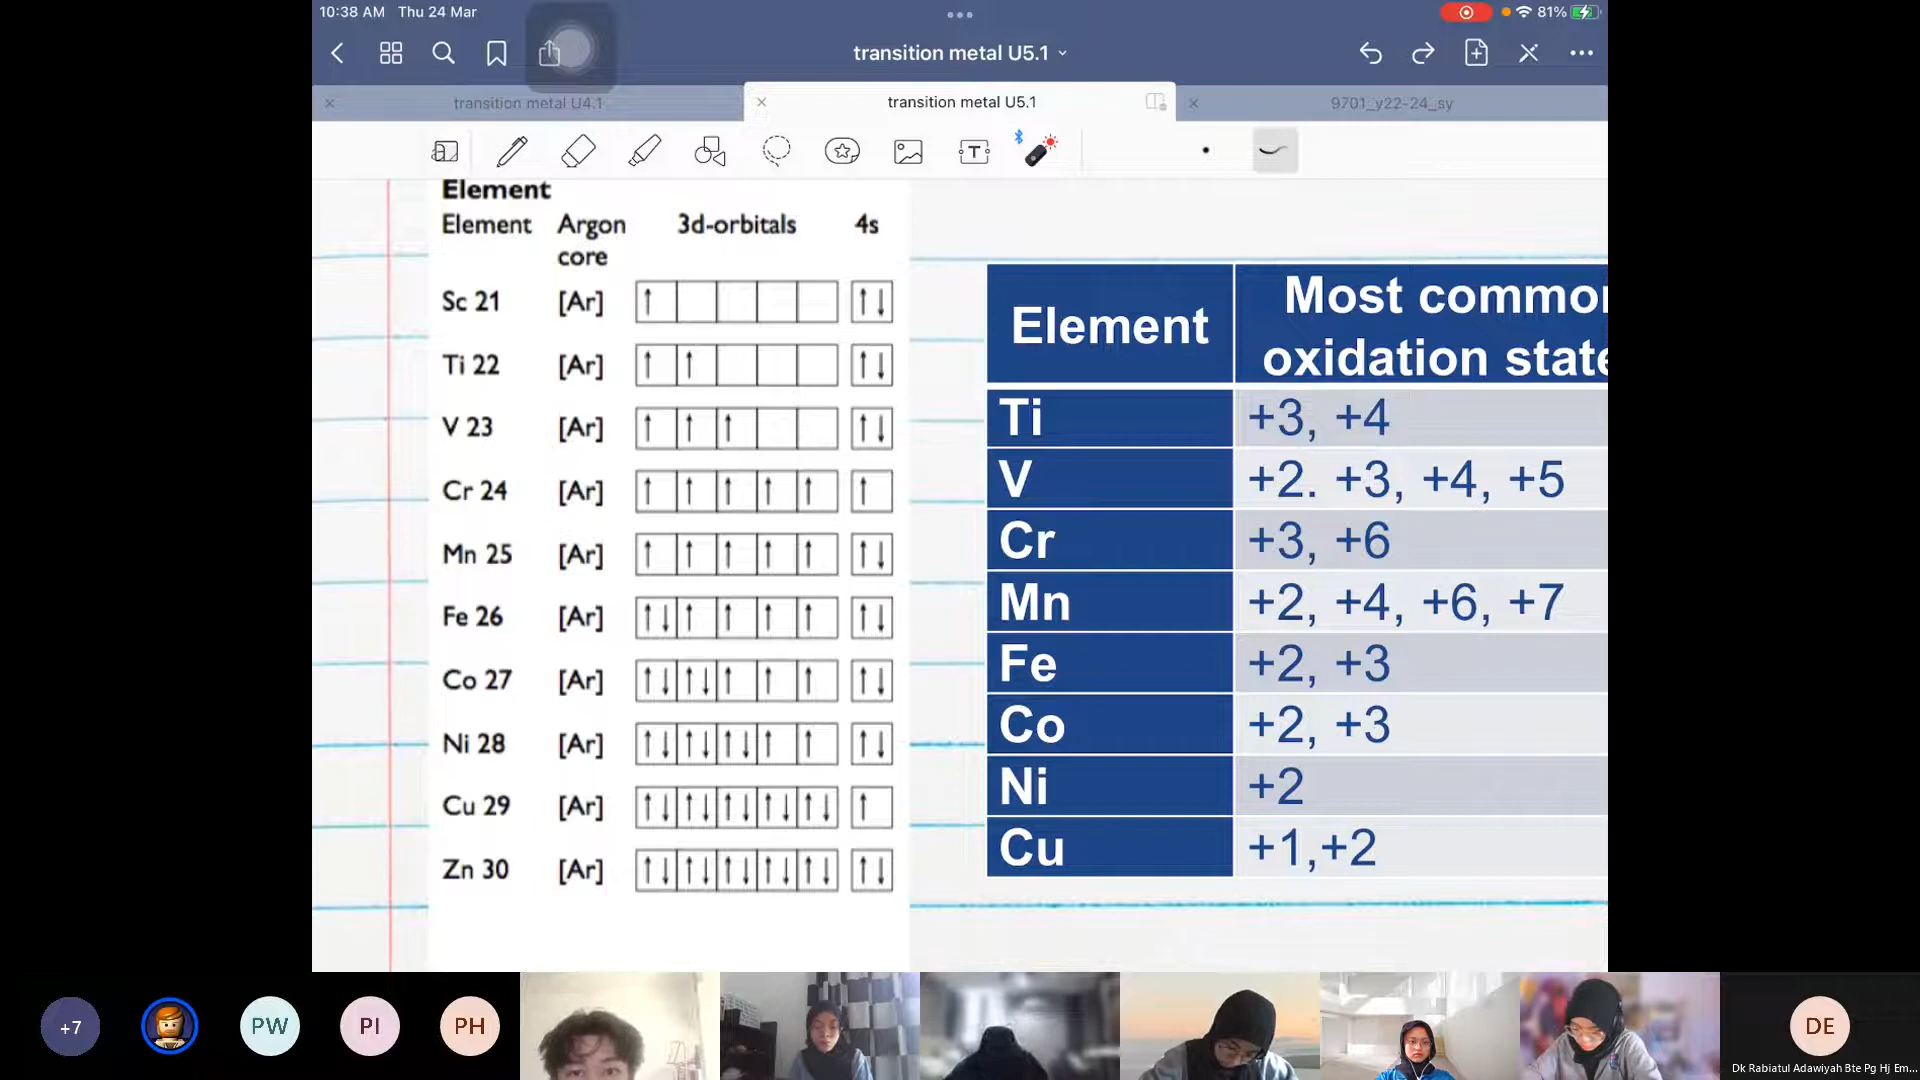 10:38 AM Thu 24 Mar
81%
transition metal U5.1
transition metal U4.1
transition metal U5.1
9701_y22-24_sy
T
Element
Element Argon core 3d-orbitals 4s
Sc 21 [Ar] ↑ ↑↓
Ti 22 [Ar] ↑ ↑ ↑↓
V 23 [Ar] ↑ ↑ ↑ ↑↓
Cr 24 [Ar] ↑ ↑ ↑ ↑ ↑ ↑
Mn 25 [Ar] ↑ ↑ ↑ ↑ ↑ ↑↓
Fe 26 [Ar] ↑↓ ↑ ↑ ↑ ↑ ↑↓
Co 27 [Ar] ↑↓ ↑↓ ↑ ↑ ↑ ↑↓
Ni 28 [Ar] ↑↓ ↑↓ ↑↓ ↑ ↑ ↑↓
Cu 29 [Ar] ↑↓ ↑↓ ↑↓ ↑↓ ↑↓ ↑
Zn 30 [Ar] ↑↓ ↑↓ ↑↓ ↑↓ ↑↓ ↑↓
Element Most common
oxidation state
Ti +3, +4
V +2. +3, +4, +5
Cr +3, +6
Mn +2, +4, +6, +7
Fe +2, +3
Co +2, +3
Ni +2
Cu +1,+2
+7
PW
PI
PH
DE
Dk Rabiatul Adawiyah Bte Pg Hj Em...